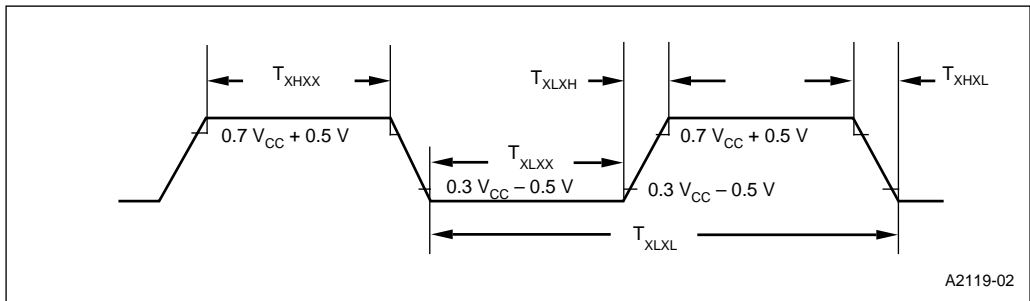 T_XHXX
T_XLXH
T_XHXL
0.7 V_CC + 0.5 V
0.7 V_CC + 0.5 V
T_XLXX
0.3 V_CC – 0.5 V
0.3 V_CC – 0.5 V
T_XLXL
A2119-02